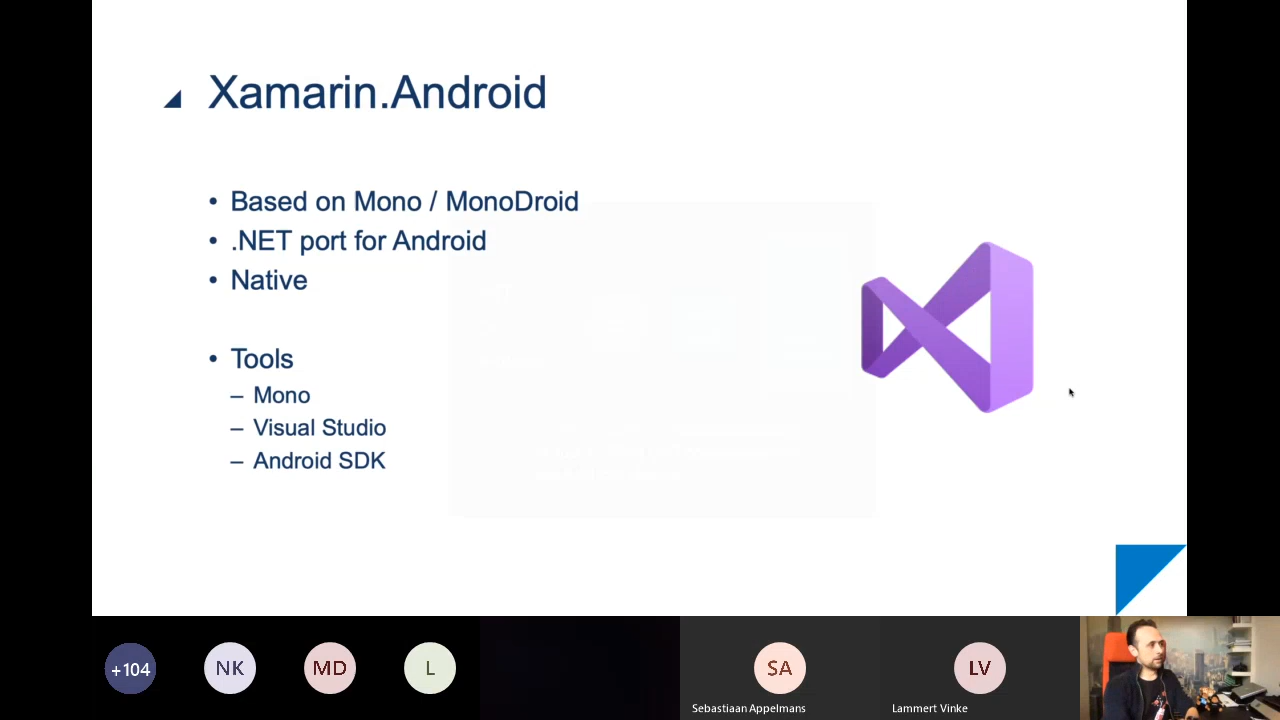 Xamarin.Android
• Based on Mono / MonoDroid
• .NET port for Android
• Native
• Tools
– Mono
– Visual Studio
– Android SDK
+104
NK
MD
L
SA
LV
Sebastiaan Appelmans
Lammert Vinke